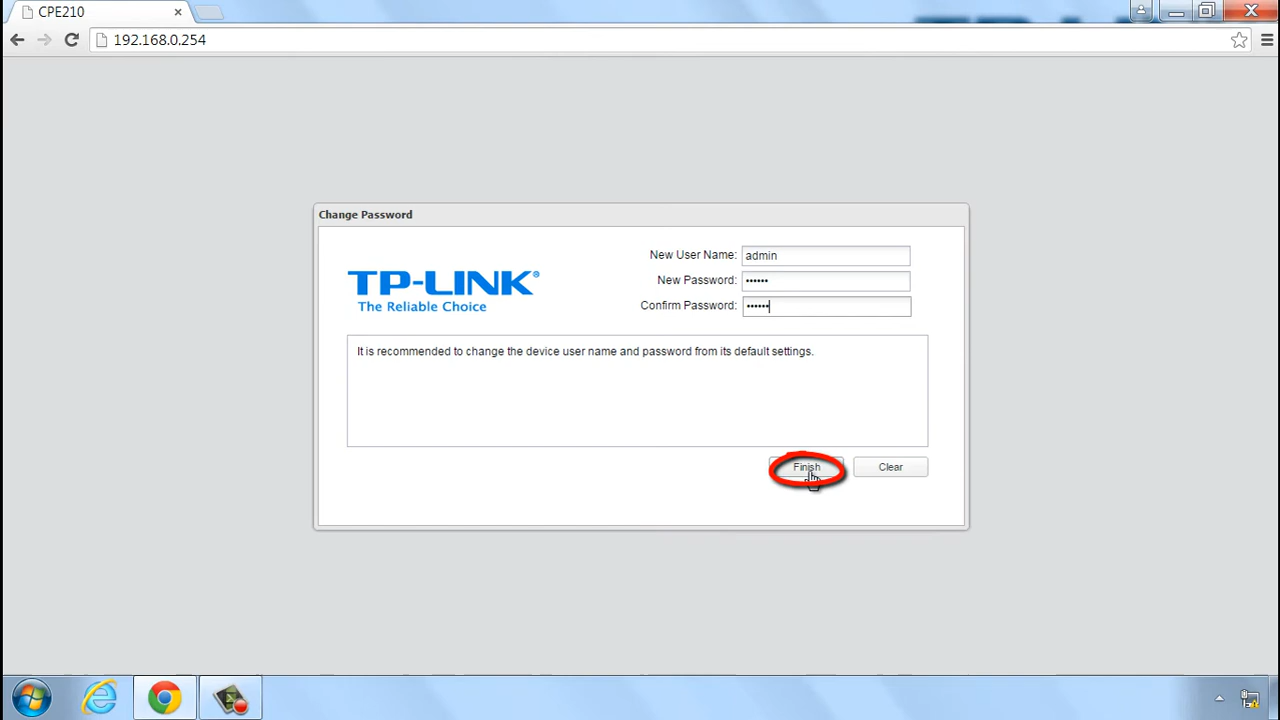 CPE210
192.168.0.254
Change Password
New User Name: admin
TP-LINK®
New Password: ••••••
The Reliable Choice
Confirm Password: ••••••
It is recommended to change the device user name and password from its default settings.
Finish Clear